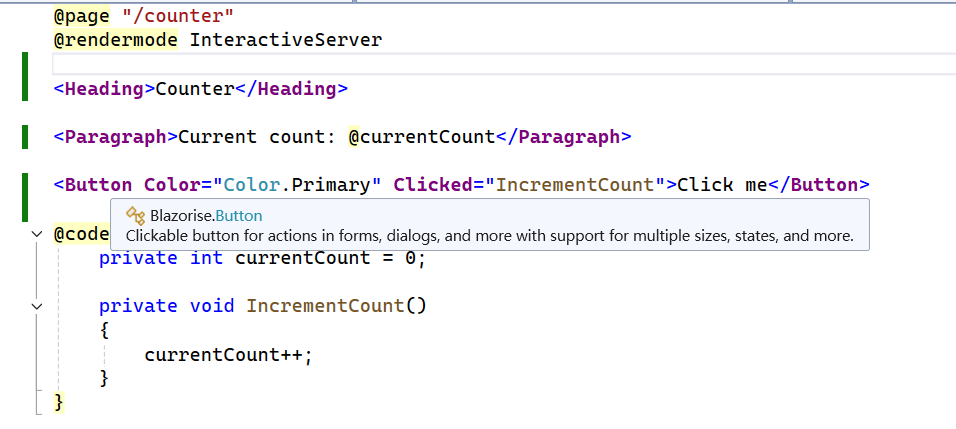 @page "/counter"
@rendermode InteractiveServer
<Heading>Counter</Heading>
<Paragraph>Current count: @currentCount</Paragraph>
<Button Color="Color.Primary" Clicked="IncrementCount">Click me</Button>
Blazorise.Button
Clickable button for actions in forms, dialogs, and more with support for multiple sizes, states, and more.
@code
private int currentCount = 0;
private void IncrementCount()
{
currentCount++;
}
}